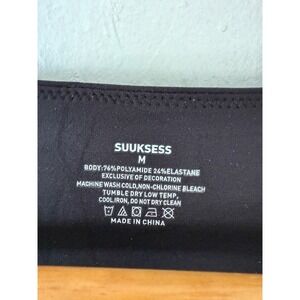 SUUKSESS
M
BODY:76%POLYAMIDE 24%ELASTANE
EXCLUSIVE OF DECORATION
MACHINE WASH COLD,NON-CHLORINE BLEACH
TUMBLE DRY LOW TEMP,
COOL IRON, DO NOT DRY CLEAN
MADE IN CHINA